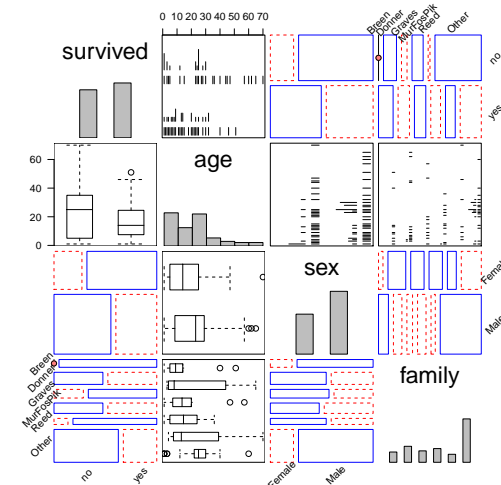 0 10 20 30 40 50 60 70
Breen
Donner
Graves
MurFosPik
Reed
Other
survived
no
yes
age
60
40
20
0
sex
Female
Male
Breen
Donner
Graves
MurFosPik
Reed
Other
family
no
yes
Female
Male